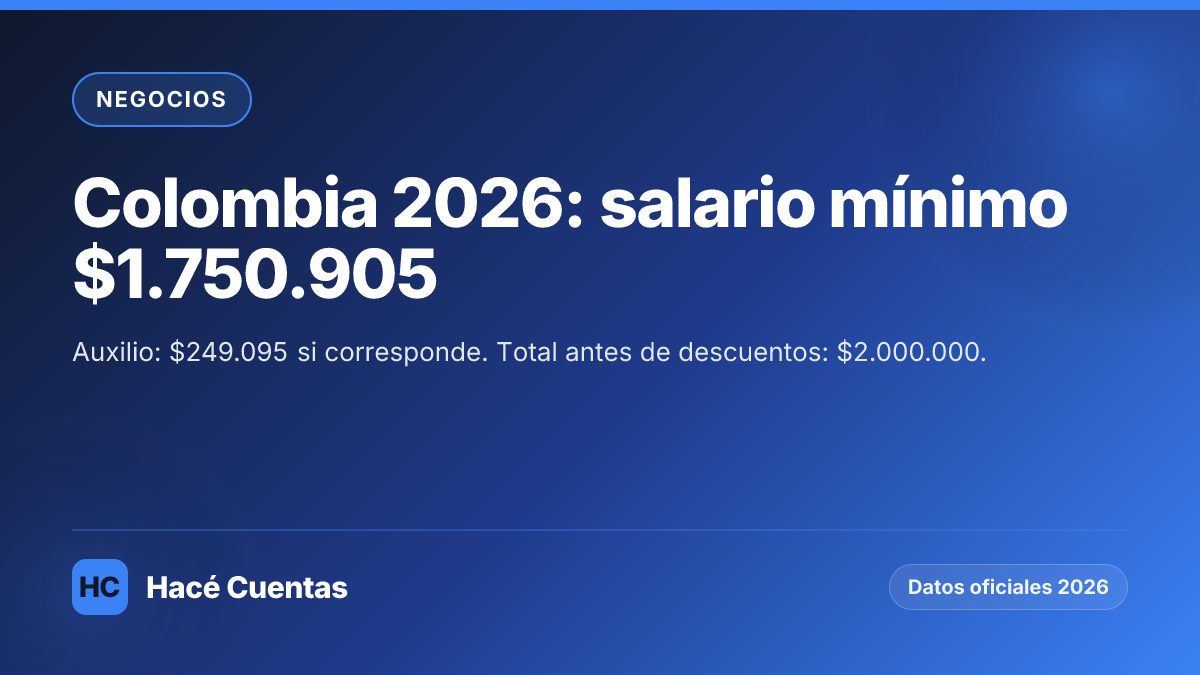 NEGOCIOS
Colombia 2026: salario mínimo
$1.750.905
Auxilio: $249.095 si corresponde. Total antes de descuentos: $2.000.000.
HC Hacé Cuentas
Datos oficiales 2026